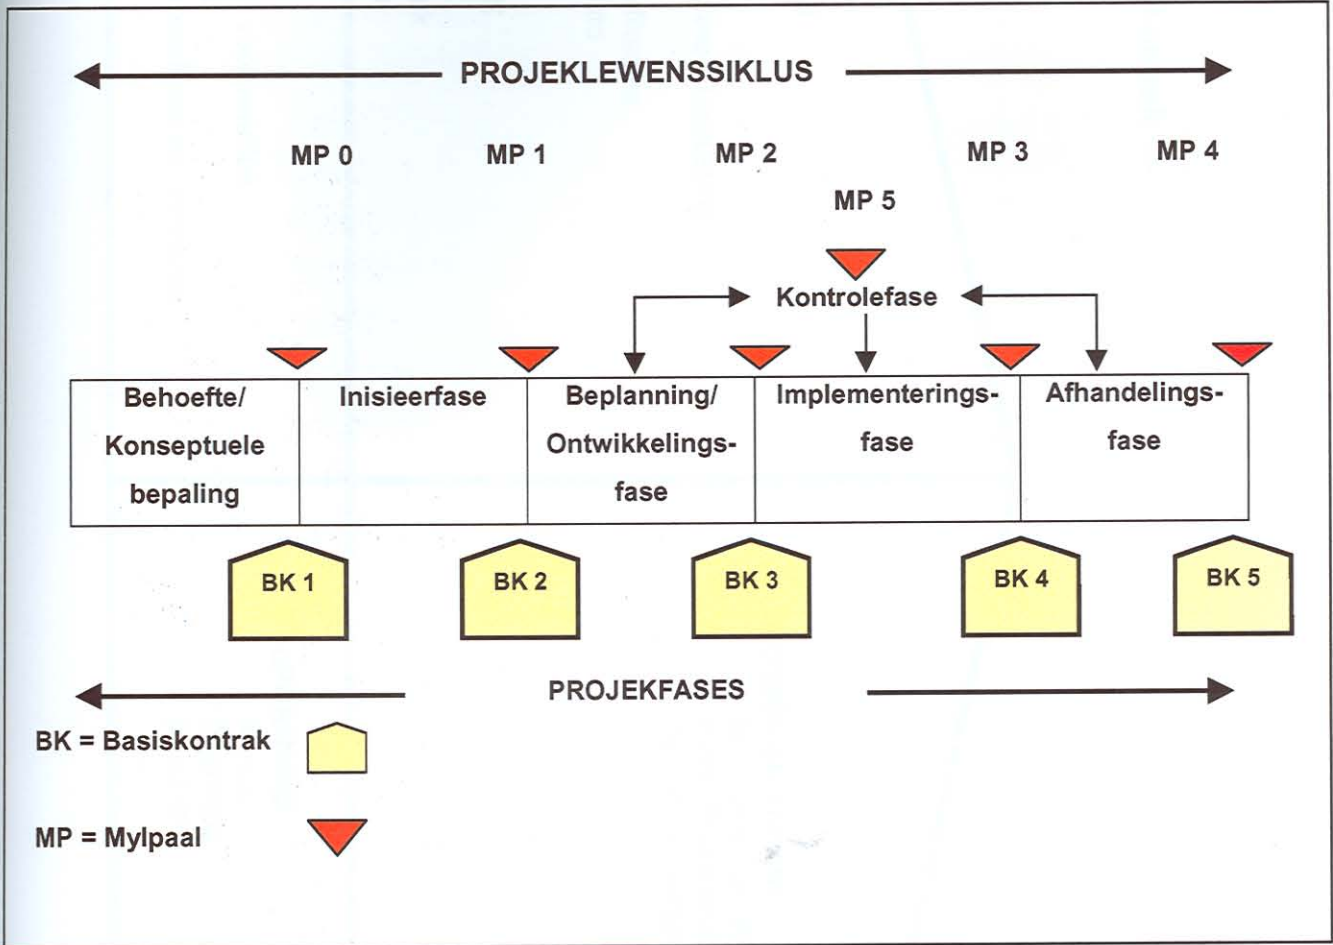 PROJEKLEWENSSIKLUS
MP 0 MP 1 MP 2 MP 3 MP 4
MP 5
Kontrolefase
Behoefte/
Konseptuele
bepaling
Inisieerfase
Beplanning/
Ontwikkelings-
fase
Implementerings-
fase
Afhandelings-
fase
BK 1 BK 2 BK 3 BK 4 BK 5
PROJEKFASES
BK = Basiskontrak
MP = Mylpaal